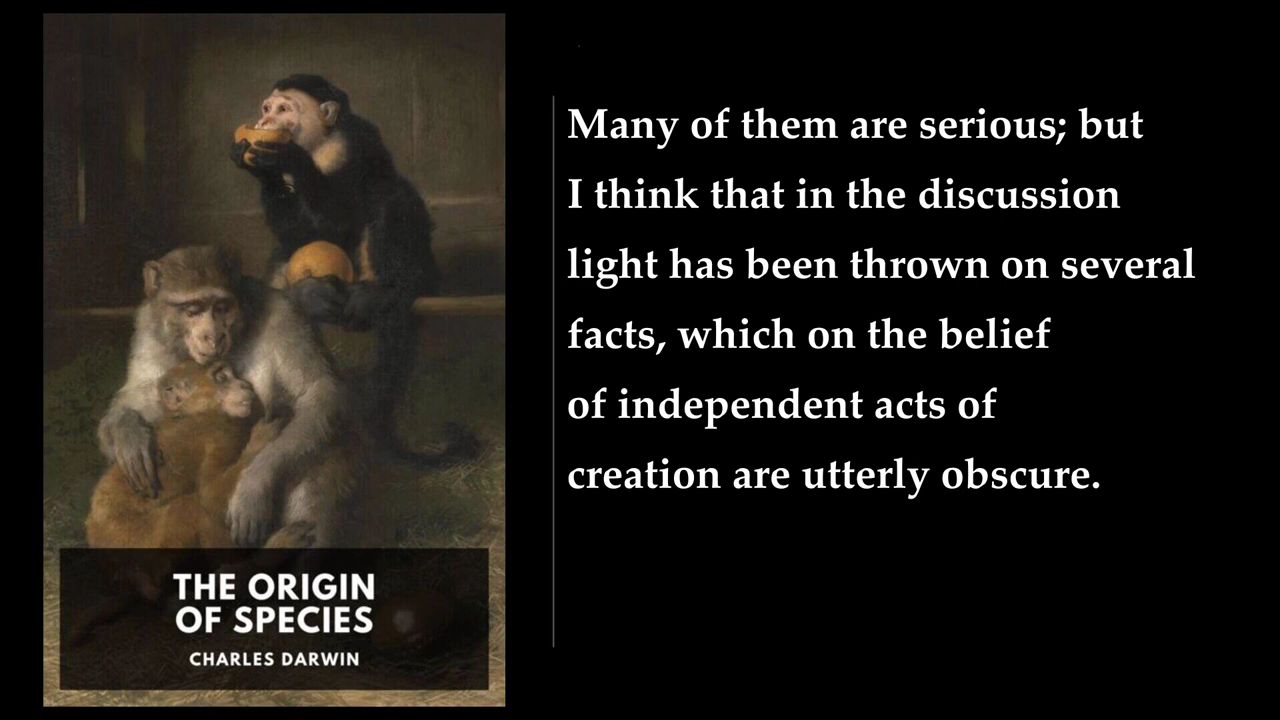 THE ORIGIN
OF SPECIES
CHARLES DARWIN
Many of them are serious; but
I think that in the discussion
light has been thrown on several
facts, which on the belief
of independent acts of
creation are utterly obscure.